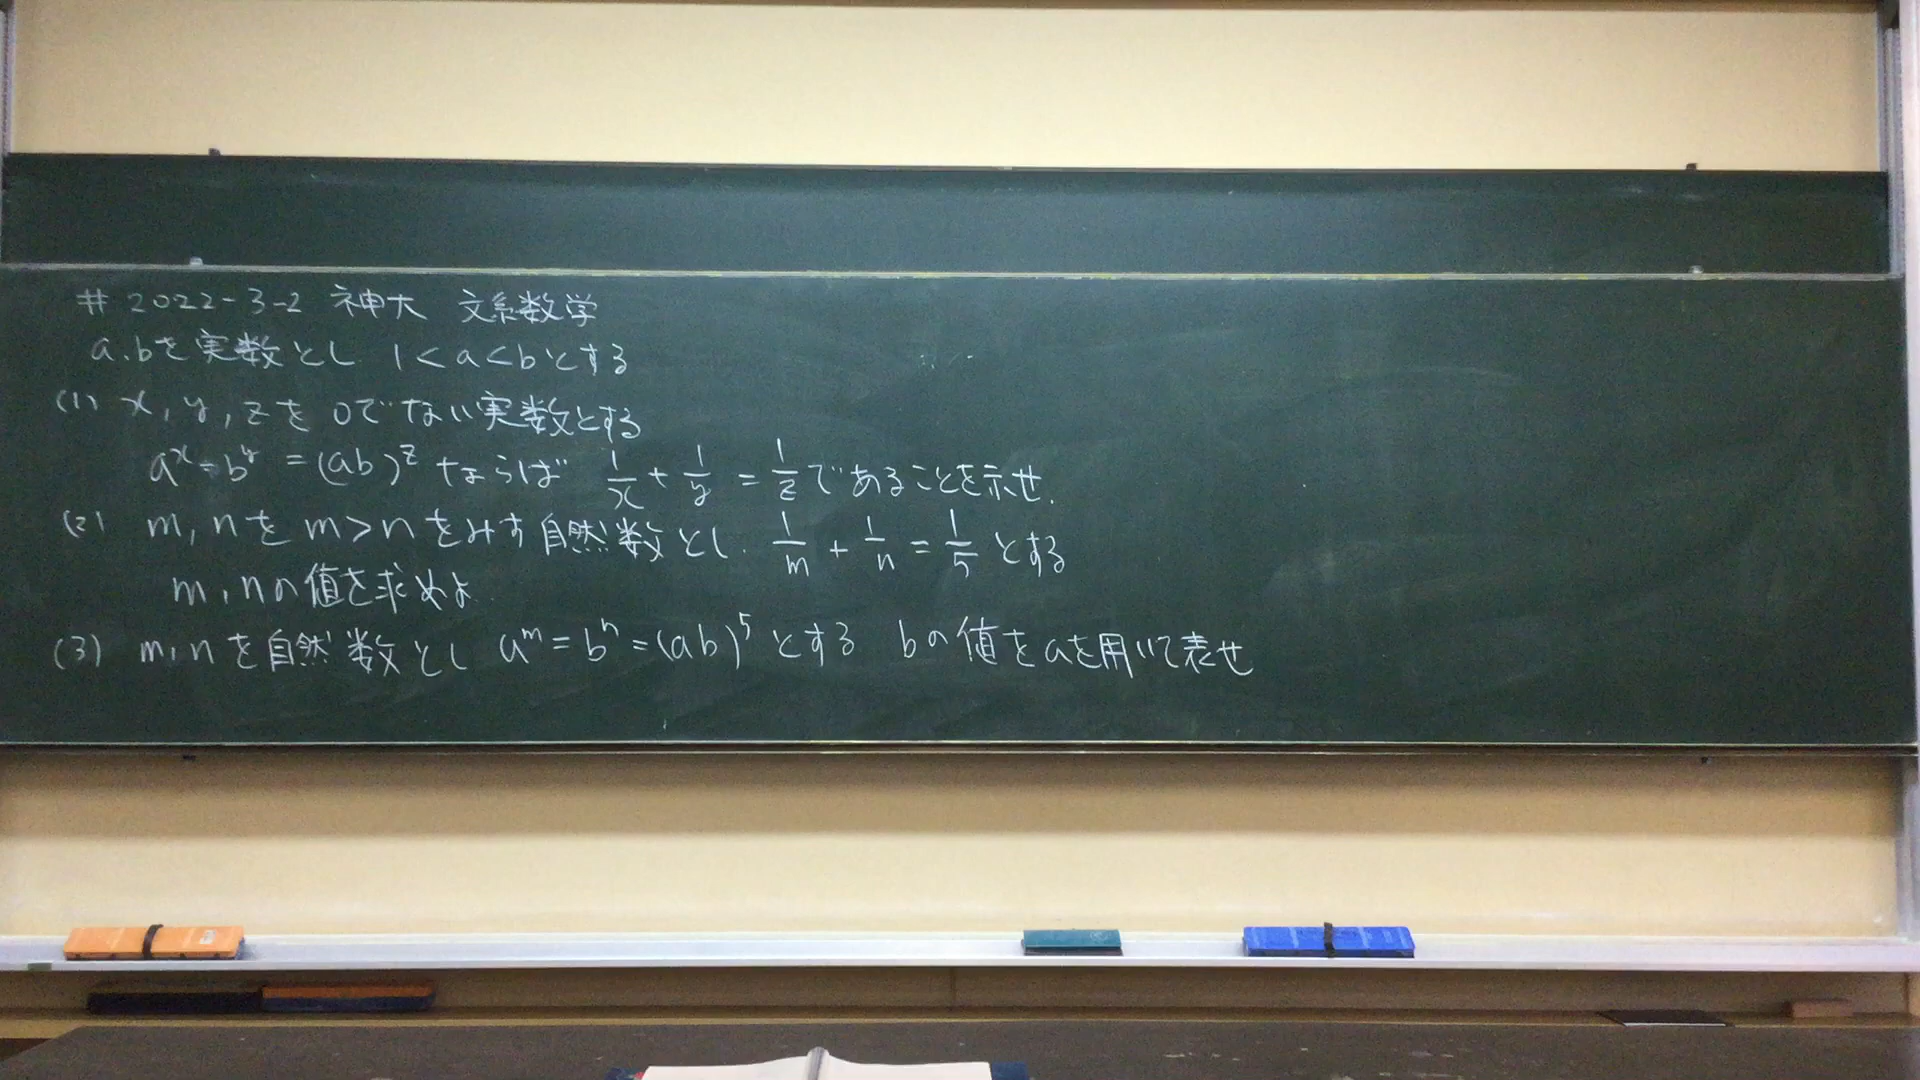 # 2022-3-2 神大 文系数学
a.bを実数とし 1<a<bとする
(1) x, y, zを 0でない実数とする
a^x=b^y=(ab)^z ならば 1/x + 1/y = 1/z であることを示せ.
(2) m, nを m>n をみす自然数とし. 1/m + 1/n = 1/5 とする
m, nの値を求めよ
(3) m, nを自然数とし a^m=b^n=(ab)^5 とする bの値をaを用いて表せ